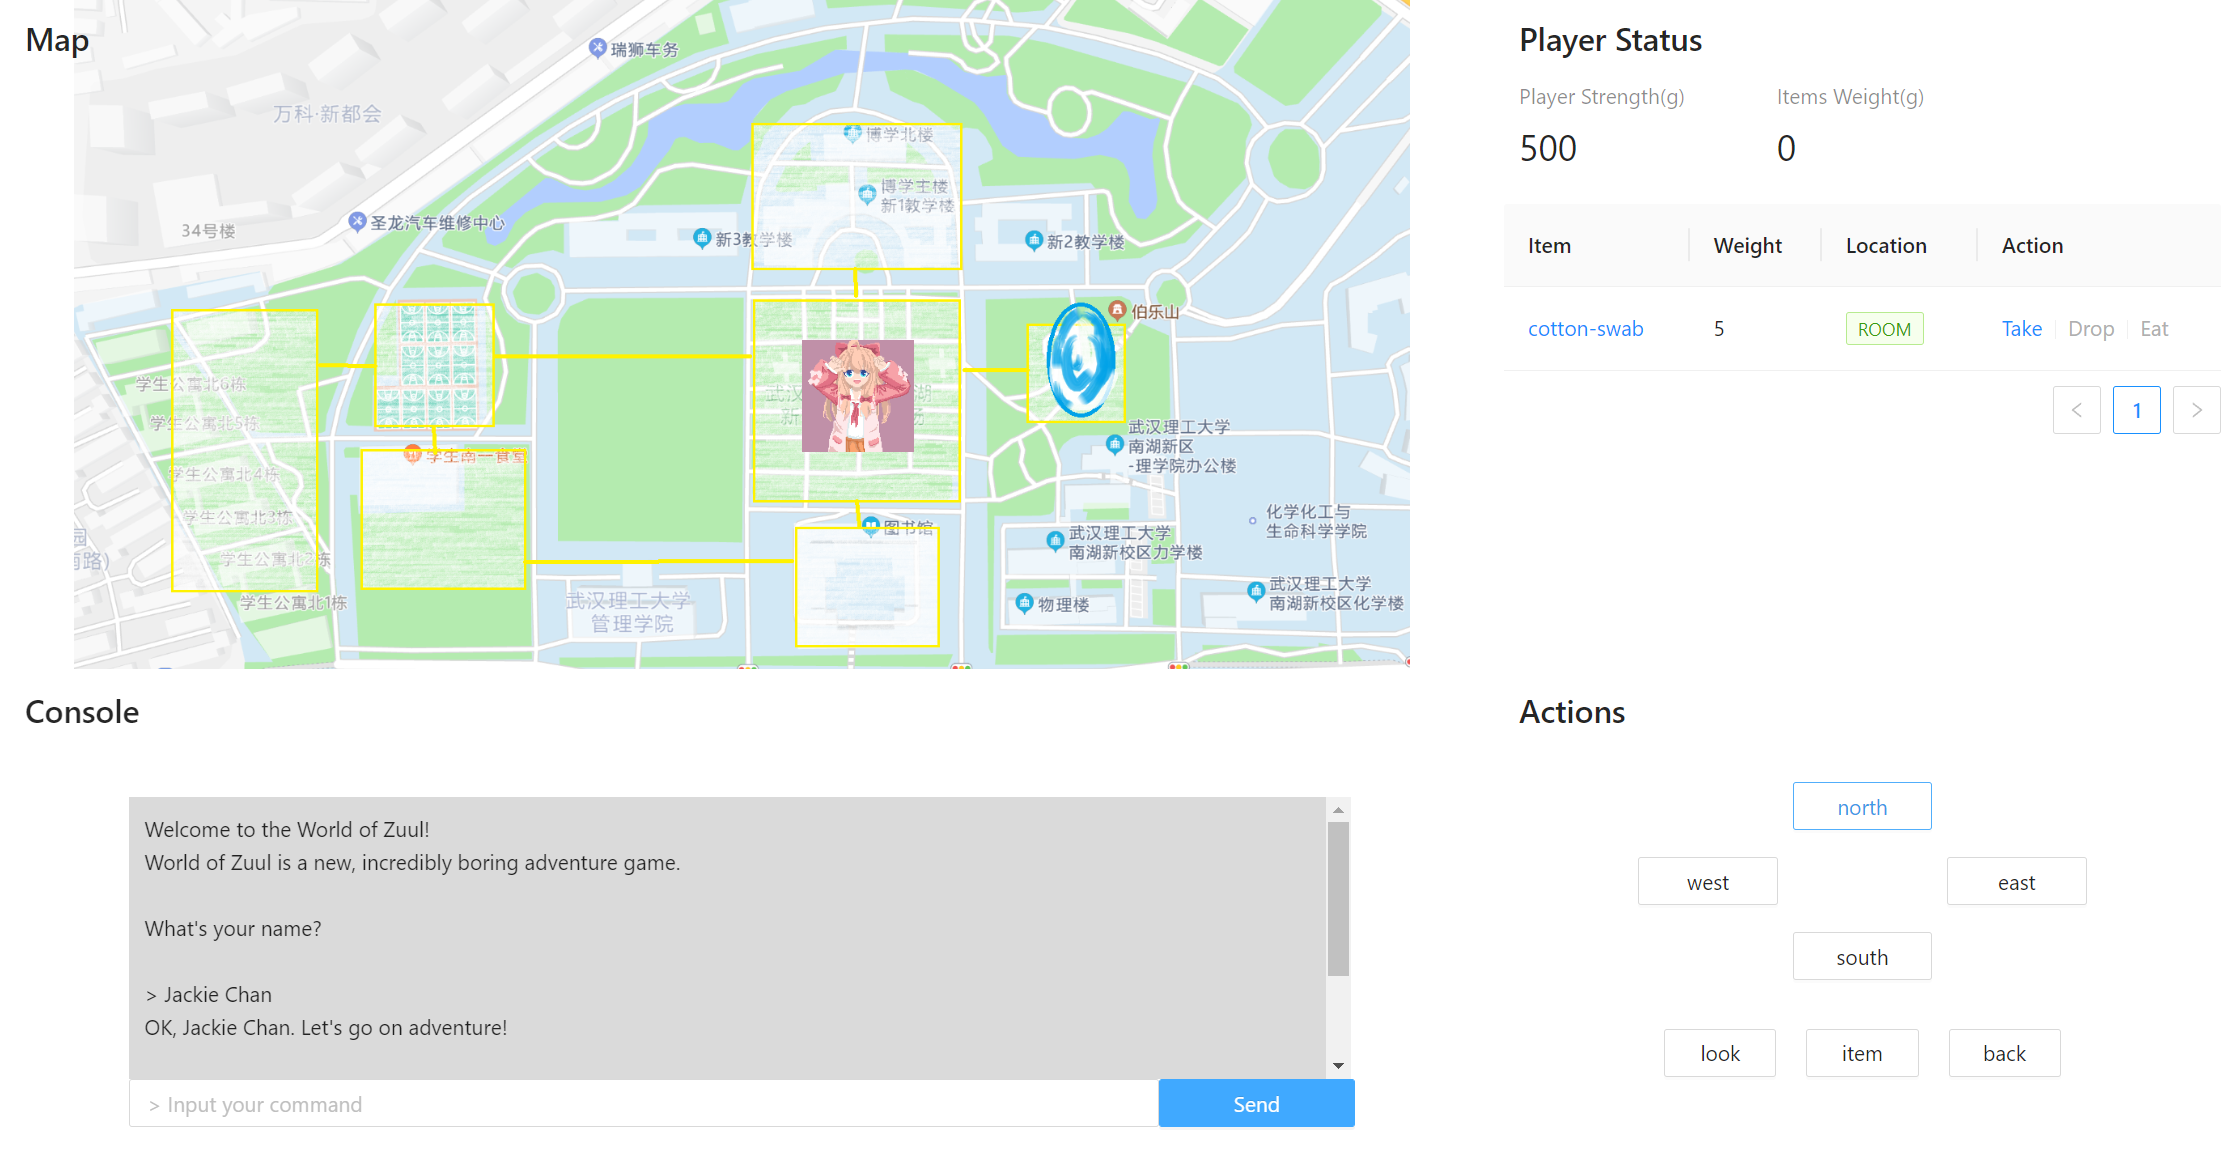 Map
瑞狮车务
万科·新都会
博学北楼
博学主楼
新1教学楼
34号楼
圣龙汽车维修中心
新3教学楼
新2教学楼
伯乐山
学生公寓北6栋
学生公寓北5栋
学生公寓北4栋
学生公寓北3栋
学生公寓北2栋
学生公寓北1栋
学生南一食堂
武汉
湖
新
场
图书馆
武汉理工大学
南湖新区
-理学院办公楼
化学化工与
生命科学学院
武汉理工大学
南湖新校区力学楼
武汉理工大学
南湖新校区化学楼
物理楼
武汉理工大学
管理学院
园
南路)
Player Status
Player Strength(g)
Items Weight(g)
500
0
Item
Weight
Location
Action
cotton-swab
5
ROOM
Take
Drop
Eat
1
Console
Welcome to the World of Zuul!
World of Zuul is a new, incredibly boring adventure game.
What's your name?
> Jackie Chan
OK, Jackie Chan. Let's go on adventure!
> Input your command
Send
Actions
north
west
east
south
look
item
back